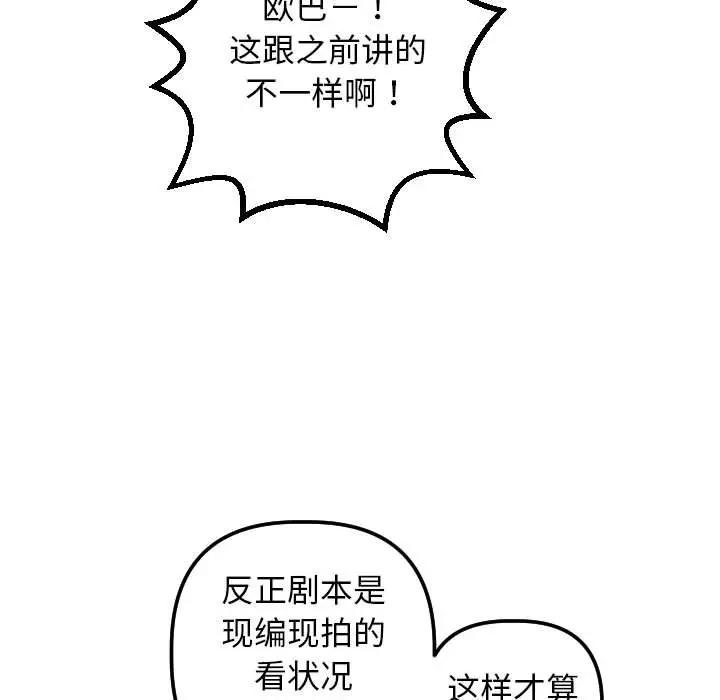 欧巴－！
这跟之前讲的
不一样啊！
反正剧本是
现编现拍的
看状况
这样才算